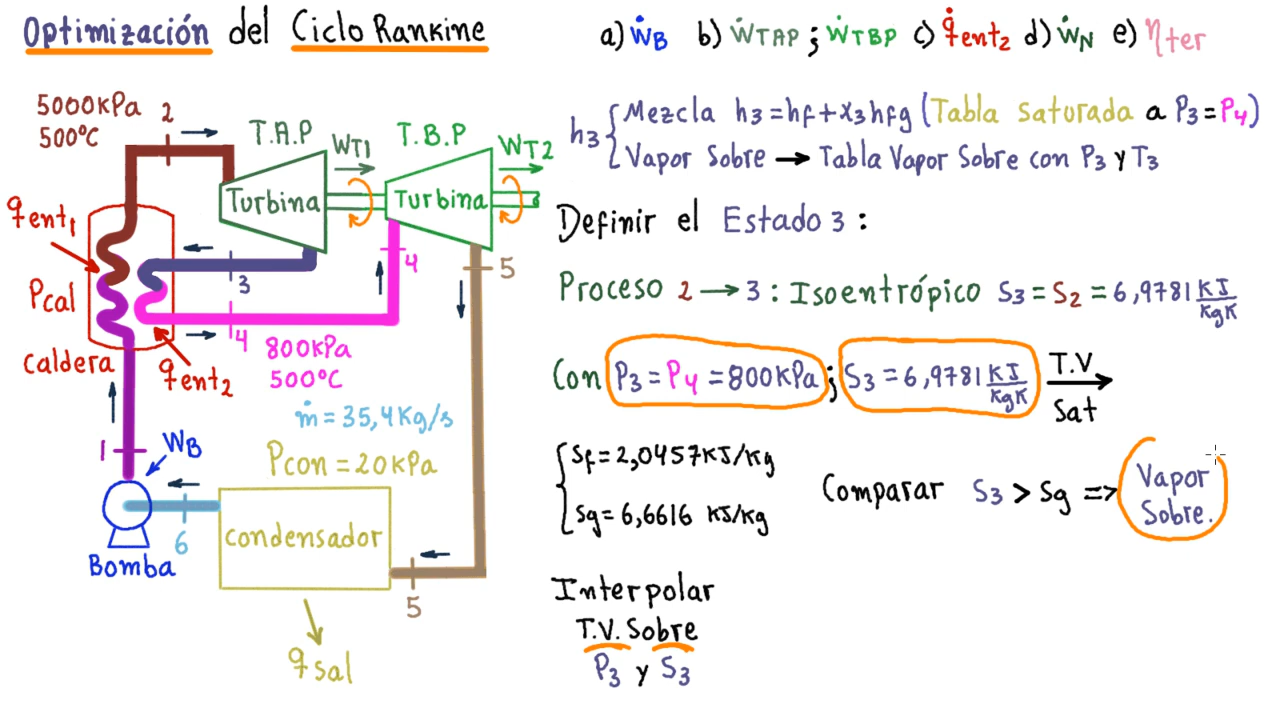 Optimización del Ciclo Rankine
a) ẆB b) ẆTAP ; ẆTBP c) q̇ent2 d) ẆN e) ηter
5000KPa
500°C
2
T.A.P
WT1
T.B.P
WT2
Turbina
Turbina
qent1
3
4
5
Pcal
4
800KPa
500°C
caldera
qent2
ṁ = 35,4Kg/s
1
WB
Pcon = 20KPa
6
Bomba
condensador
5
qsal
h3
Mezcla h3 = hf + x3 hfg (Tabla Saturada a P3 = P4)
Vapor Sobre → Tabla Vapor Sobre con P3 y T3
Definir el Estado 3 :
Proceso 2 → 3 : Isoentrópico S3 = S2 = 6,9781 KJ/KgK
Con P3 = P4 = 800KPa ; S3 = 6,9781 KJ/KgK T.V Sat
Sf = 2,0457KJ/Kg
Sg = 6,6616 KJ/Kg
Comparar S3 > Sg => Vapor Sobre.
Interpolar
T.V. Sobre
P3 y S3